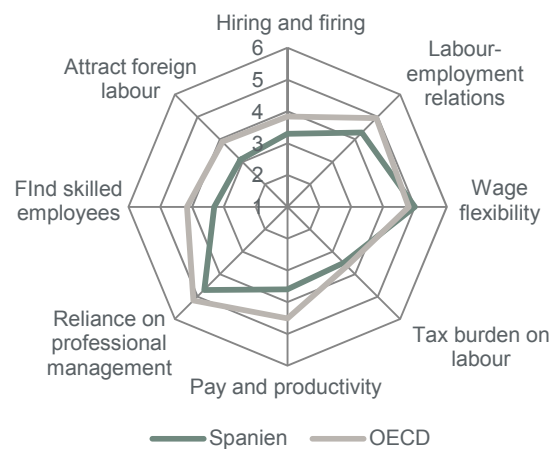 Hiring and firing
6
5
4
3
2
1
Labour-
employment
relations
Wage
flexibility
Tax burden on
labour
Pay and productivity
Reliance on
professional
management
FInd skilled
employees
Attract foreign
labour
Spanien
OECD